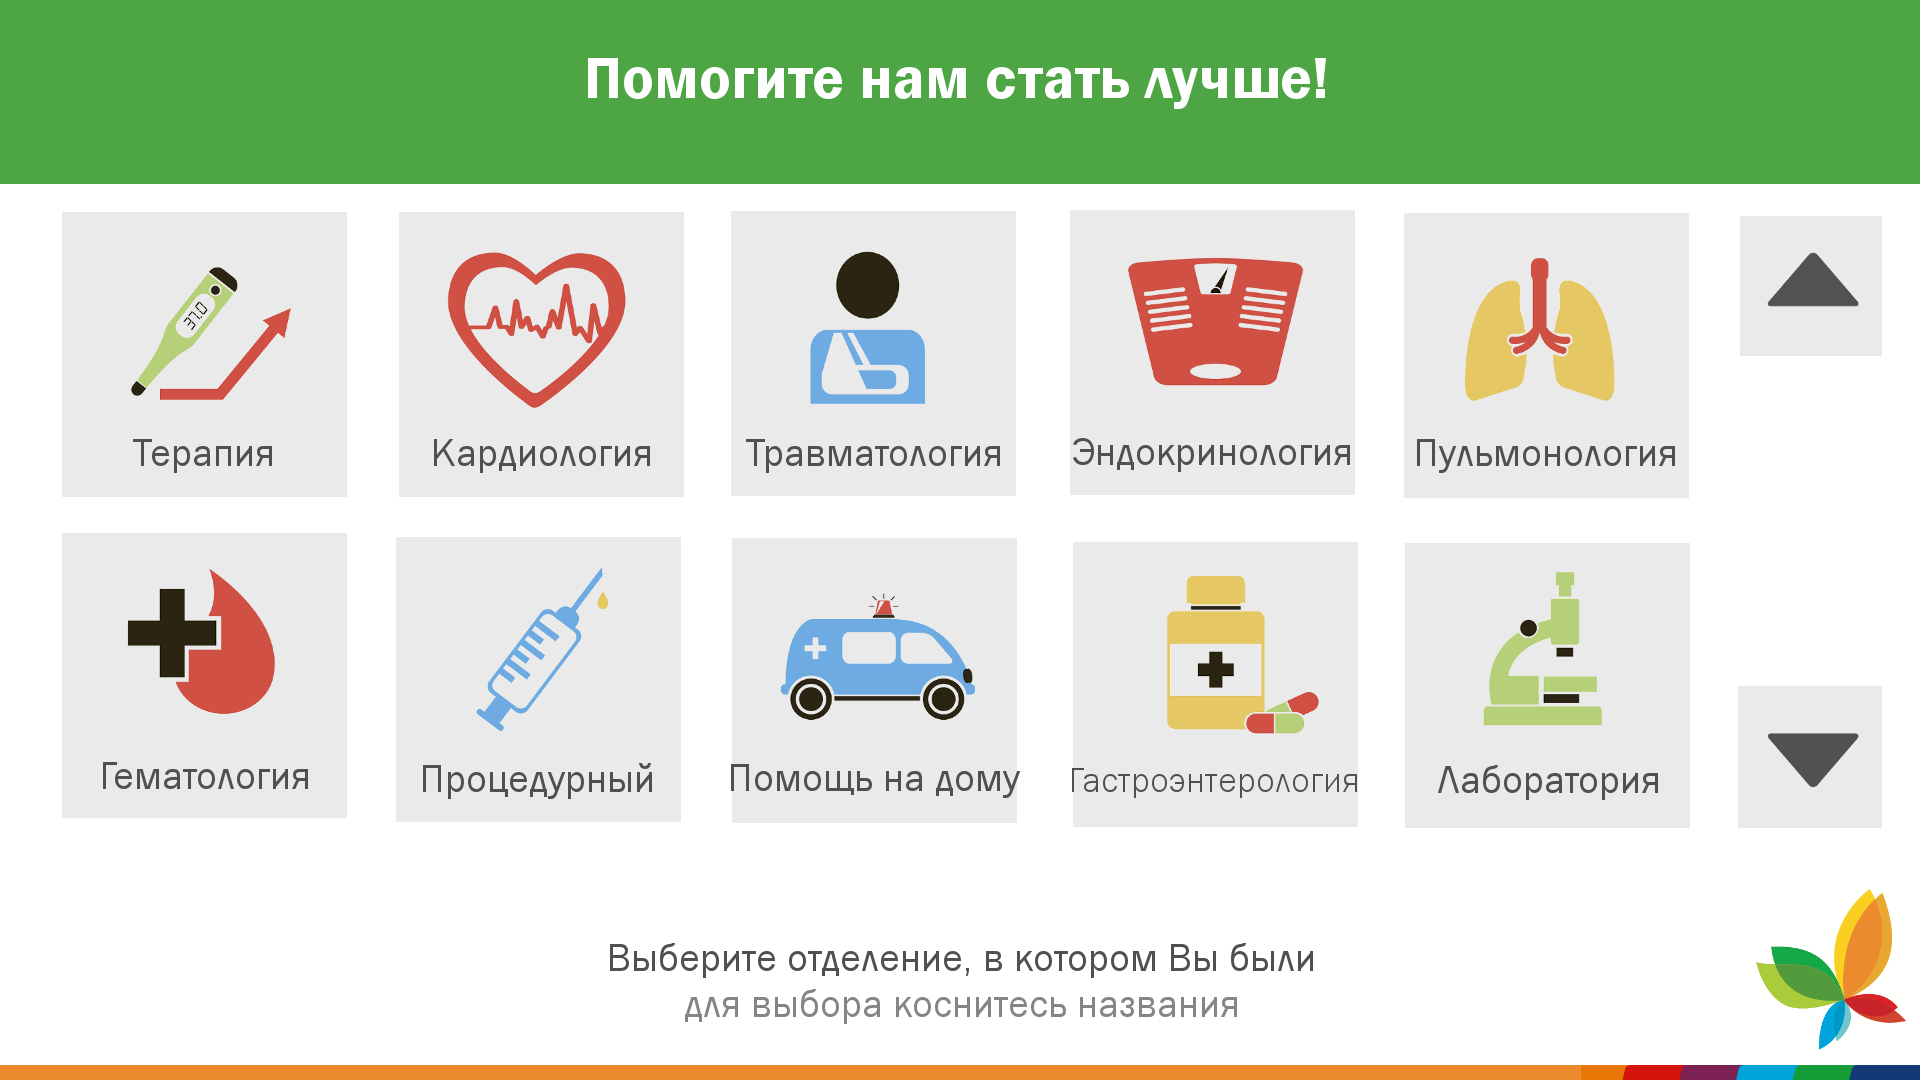 Помогите нам стать лучше!
37.0
Терапия
Кардиология
Травматология
Эндокринология
Пульмонология
Гематология
Процедурный
Помощь на дому
Гастроэнтерология
Лаборатория
Выберите отделение, в котором Вы были
для выбора коснитесь названия